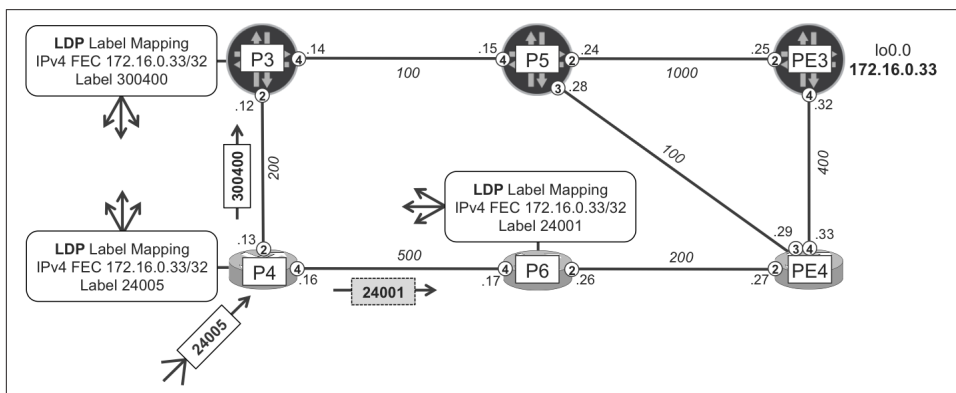 LDP Label Mapping
IPv4 FEC 172.16.0.33/32
Label 300400
P3
.14
4
100
.15
4
P5
2
.24
1000
.25
2
PE3
lo0.0
172.16.0.33
2
.12
3
.28
4
.32
300400
200
100
400
LDP Label Mapping
IPv4 FEC 172.16.0.33/32
Label 24001
LDP Label Mapping
IPv4 FEC 172.16.0.33/32
Label 24005
.13
2
P4
4
.16
500
24001
4
.17
P6
2
.26
200
.29
3
4
.33
2
.27
PE4
24005